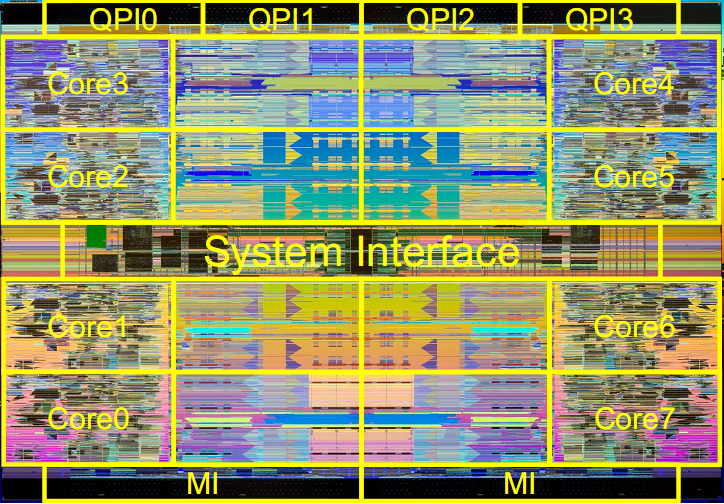 QPI0 QPI1 QPI2 QPI3
Core3 Core4
Core2 Core5
System Interface
Core1 Core6
Core0 Core7
MI MI